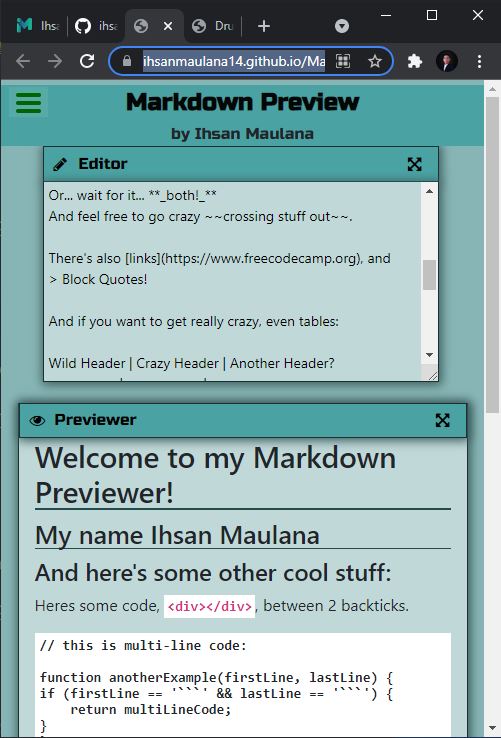 Ihsa
ihsa
Dru
ihsanmaulana14.github.io/Ma
Markdown Preview
by Ihsan Maulana
Editor
Or... wait for it... **_both!_**
And feel free to go crazy ~~crossing stuff out~~.
There's also [links](https://www.freecodecamp.org), and
> Block Quotes!
And if you want to get really crazy, even tables:
Wild Header | Crazy Header | Another Header?
Previewer
Welcome to my Markdown
Previewer!
My name Ihsan Maulana
And here's some other cool stuff:
Heres some code, <div></div>, between 2 backticks.
// this is multi-line code:
function anotherExample(firstLine, lastLine) {
if (firstLine == '```' && lastLine == '```') {
return multiLineCode;
}